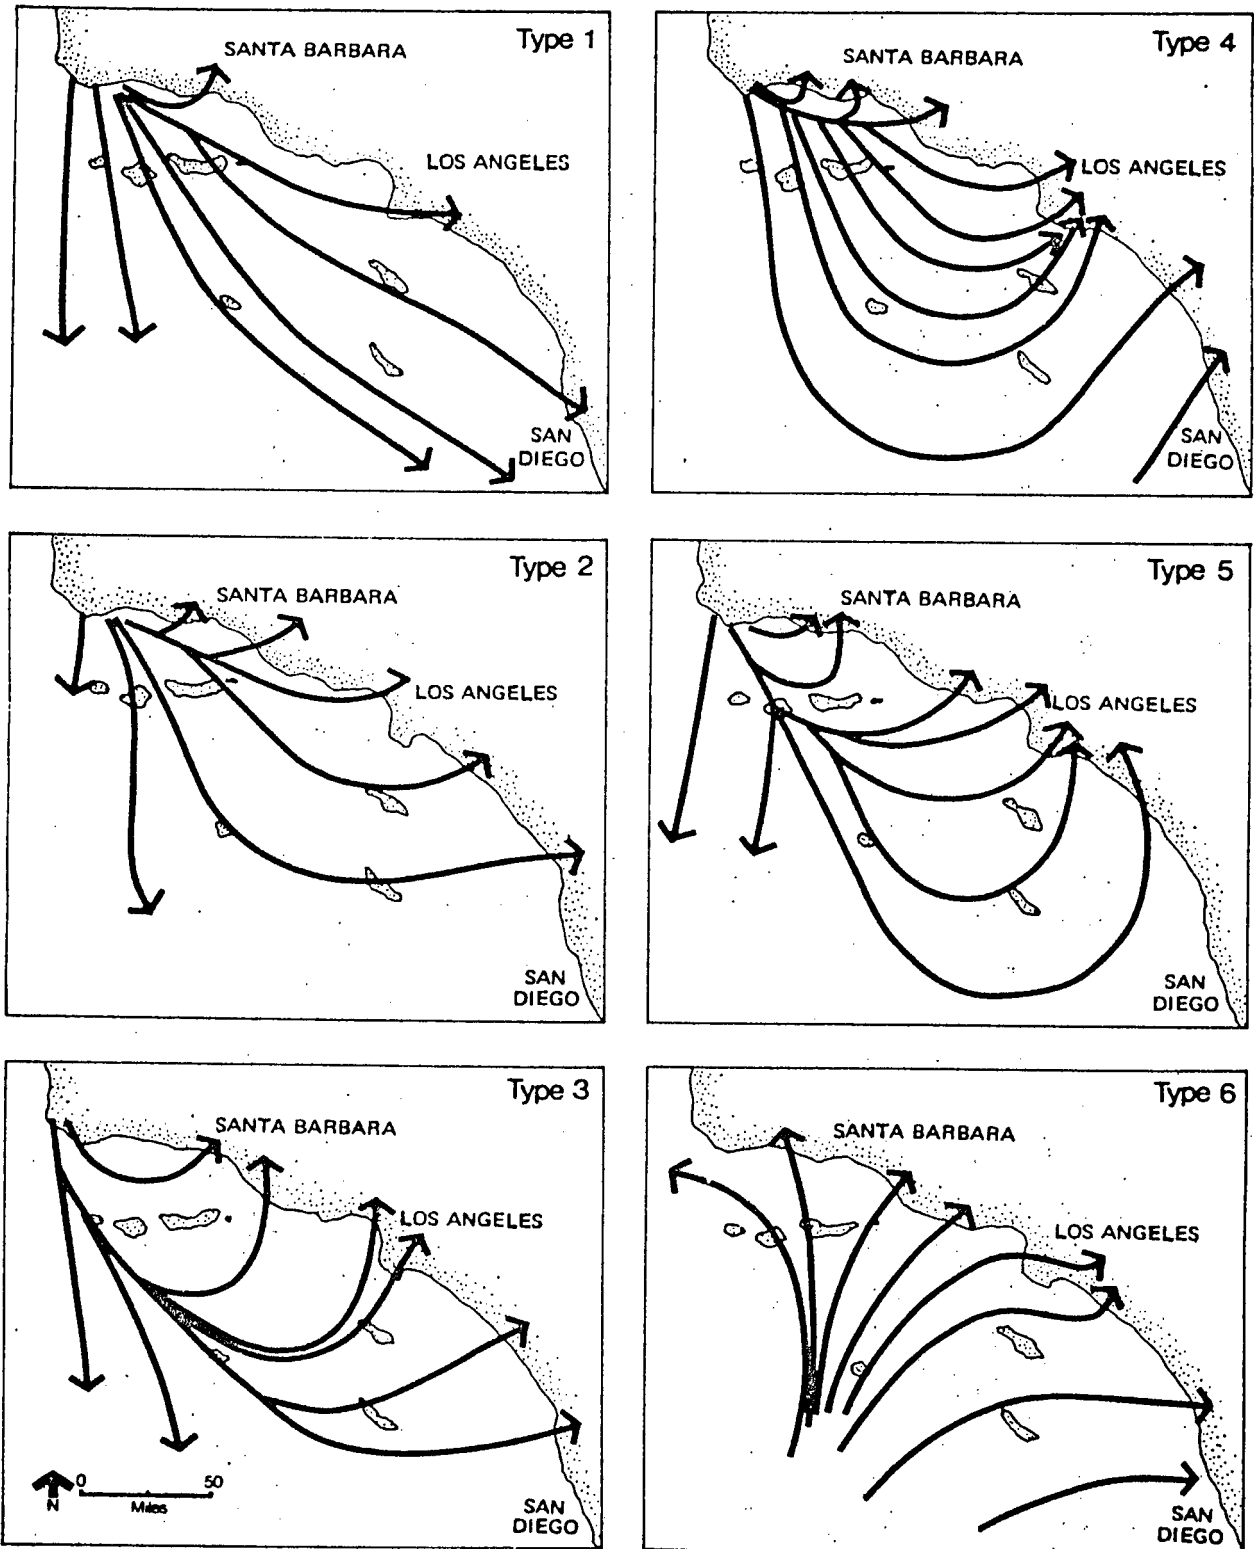 Type 1
SANTA BARBARA
LOS ANGELES
SAN
DIEGO
Type 4
SANTA BARBARA
LOS ANGELES
SAN
DIEGO
Type 2
SANTA BARBARA
LOS ANGELES
SAN
DIEGO
Type 5
SANTA BARBARA
LOS ANGELES
SAN
DIEGO
Type 3
SANTA BARBARA
LOS ANGELES
N
0 50
Miles
SAN
DIEGO
Type 6
SANTA BARBARA
LOS ANGELES
SAN
DIEGO